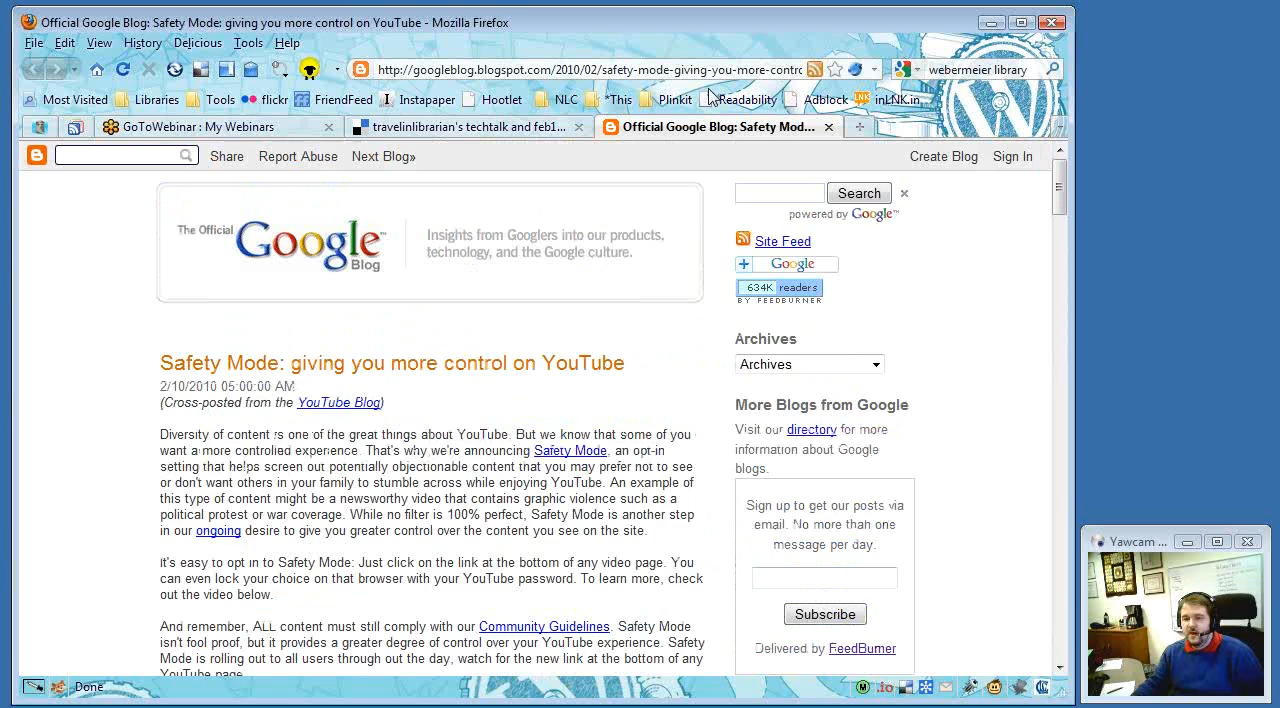 Official Google Blog: Safety Mode: giving you more control on YouTube - Mozilla Firefox
File Edit View History Delicious Tools Help
http://googleblog.blogspot.com/2010/02/safety-mode-giving-you-more-contro
webermeier library
Most Visited Libraries Tools flickr FriendFeed Instapaper Hootlet NLC *This Plinkit Readability Adblock LNK inLNK.in
GoToWebinar : My Webinars travelinlibrarian's techtalk and feb1... Official Google Blog: Safety Mod...
Share Report Abuse Next Blog» Create Blog Sign In
Search
powered by Google™
The Official Google™ Blog
Insights from Googlers into our products,
technology, and the Google culture.
Site Feed
Google
634K readers
BY FEEDBURNER
Safety Mode: giving you more control on YouTube
2/10/2010 05:00:00 AM
(Cross-posted from the YouTube Blog)
Diversity of content is one of the great things about YouTube. But we know that some of you
want a more controlled experience. That's why we're announcing Safety Mode, an opt-in
setting that helps screen out potentially objectionable content that you may prefer not to see
or don't want others in your family to stumble across while enjoying YouTube. An example of
this type of content might be a newsworthy video that contains graphic violence such as a
political protest or war coverage. While no filter is 100% perfect, Safety Mode is another step
in our ongoing desire to give you greater control over the content you see on the site.
It's easy to opt in to Safety Mode: Just click on the link at the bottom of any video page. You
can even lock your choice on that browser with your YouTube password. To learn more, check
out the video below.
And remember, ALL content must still comply with our Community Guidelines. Safety Mode
isn't fool proof, but it provides a greater degree of control over your YouTube experience. Safety
Mode is rolling out to all users through out the day, watch for the new link at the bottom of any
YouTube page.
Archives
Archives
More Blogs from Google
Visit our directory for more
information about Google
blogs.
Sign up to get our posts via
email. No more than one
message per day.
Subscribe
Delivered by FeedBurner
Done
.io
Yawcam ...